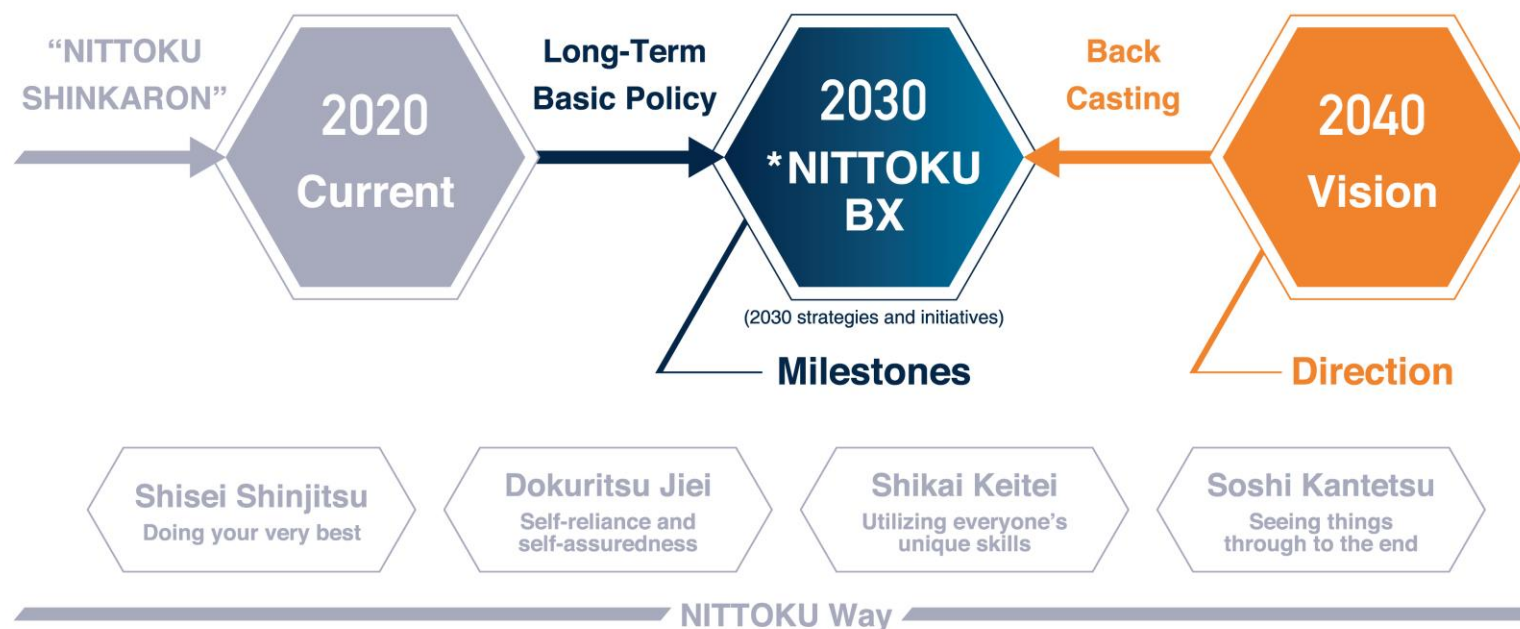 “NITTOKU
SHINKARON”
2020
Current
Long-Term
Basic Policy
2030
*NITTOKU
BX
(2030 strategies and initiatives)
Milestones
Back
Casting
2040
Vision
Direction
Shisei Shinjitsu
Doing your very best
Dokuritsu Jiei
Self-reliance and
self-assuredness
Shikai Keitei
Utilizing everyone’s
unique skills
Soshi Kantetsu
Seeing things
through to the end
NITTOKU Way